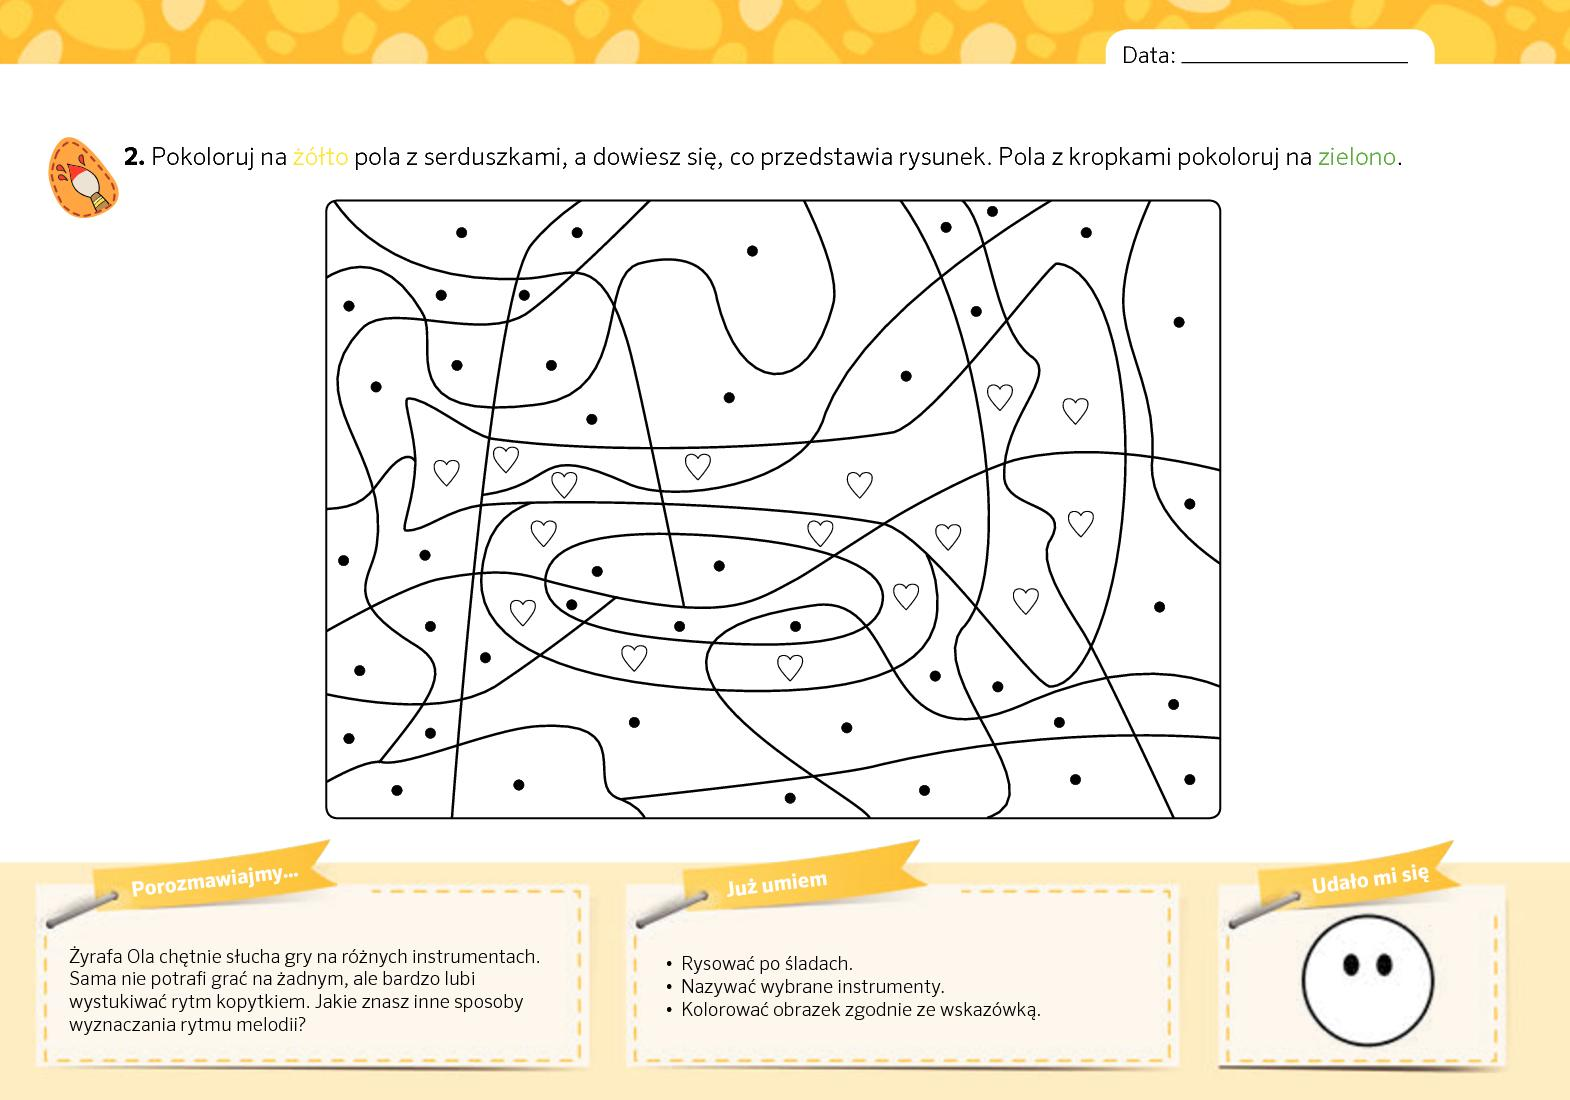 Data:
2. Pokoloruj na żółto pola z serduszkami, a dowiesz się, co przedstawia rysunek. Pola z kropkami pokoloruj na zielono.
Porozmawiajmy...
Żyrafa Ola chętnie słucha gry na różnych instrumentach.
Sama nie potrafi grać na żadnym, ale bardzo lubi
wystukiwać rytm kopytkiem. Jakie znasz inne sposoby
wyznaczania rytmu melodii?
Już umiem
• Rysować po śladach.
• Nazywać wybrane instrumenty.
• Kolorować obrazek zgodnie ze wskazówką.
Udało mi się